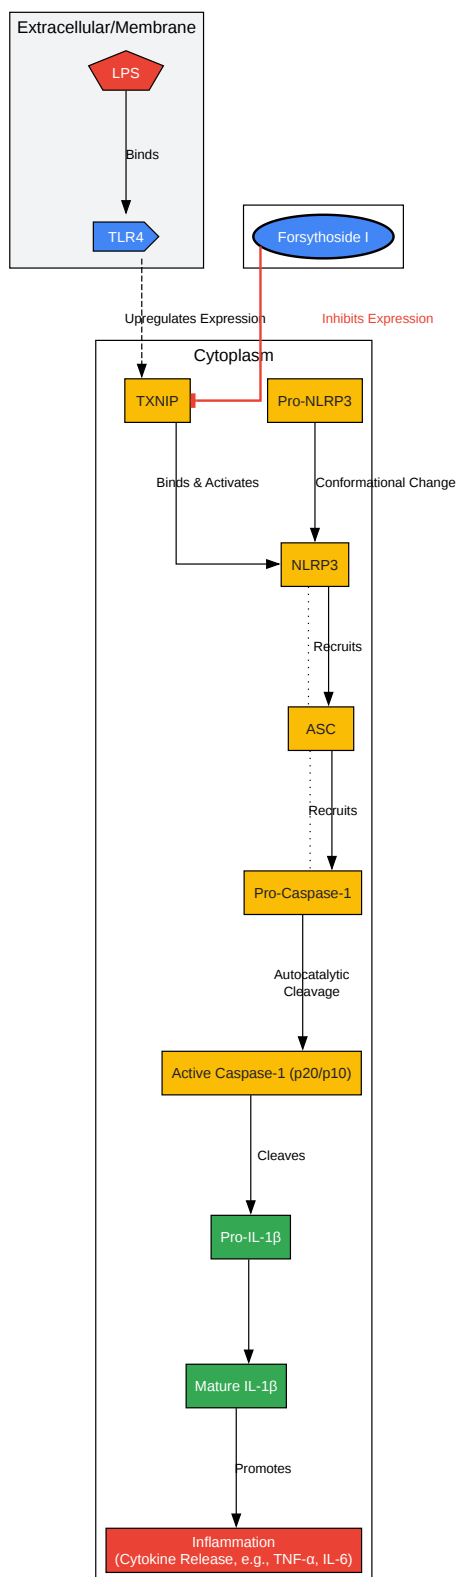 Extracellular/Membrane
LPS
Binds
TLR4
Forsythoside I
Upregulates Expression
Inhibits Expression
Cytoplasm
TXNIP
Pro-NLRP3
Binds & Activates
Conformational Change
NLRP3
Recruits
ASC
Recruits
Pro-Caspase-1
Autocatalytic
Cleavage
Active Caspase-1 (p20/p10)
Cleaves
Pro-IL-1β
Mature IL-1β
Promotes
Inflammation
(Cytokine Release, e.g., TNF-α, IL-6)